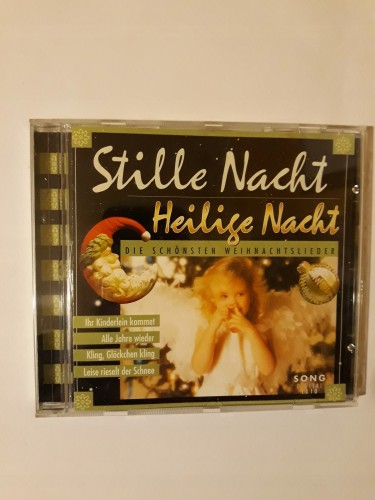 Stille Nacht
Heilige Nacht
DIE SCHÖNSTEN WEIHNACHTSLIEDER
Ihr Kinderlein kommet
Alle Jahre wieder
Kling, Glöckchen kling
Leise rieselt der Schnee
SONG